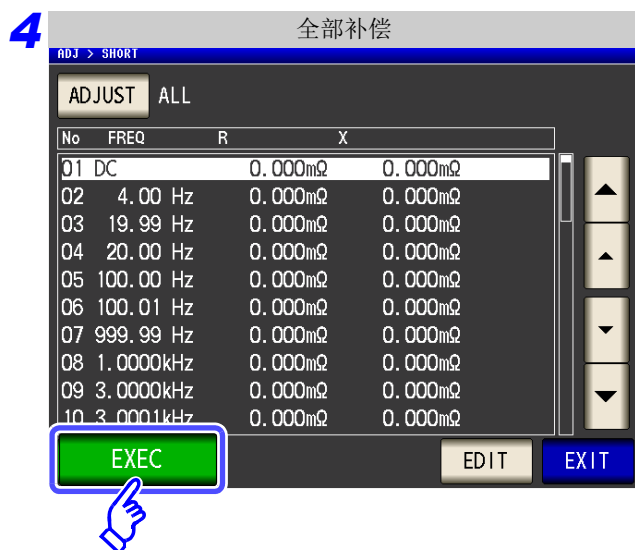 4
全部补偿
ADJ > SHORT
ADJUST ALL
No FREQ R X
01 DC 0.000mΩ 0.000mΩ
02 4.00 Hz 0.000mΩ 0.000mΩ
03 19.99 Hz 0.000mΩ 0.000mΩ
04 20.00 Hz 0.000mΩ 0.000mΩ
05 100.00 Hz 0.000mΩ 0.000mΩ
06 100.01 Hz 0.000mΩ 0.000mΩ
07 999.99 Hz 0.000mΩ 0.000mΩ
08 1.0000kHz 0.000mΩ 0.000mΩ
09 3.0000kHz 0.000mΩ 0.000mΩ
10 3.0001kHz 0.000mΩ 0.000mΩ
EXEC EDIT EXIT